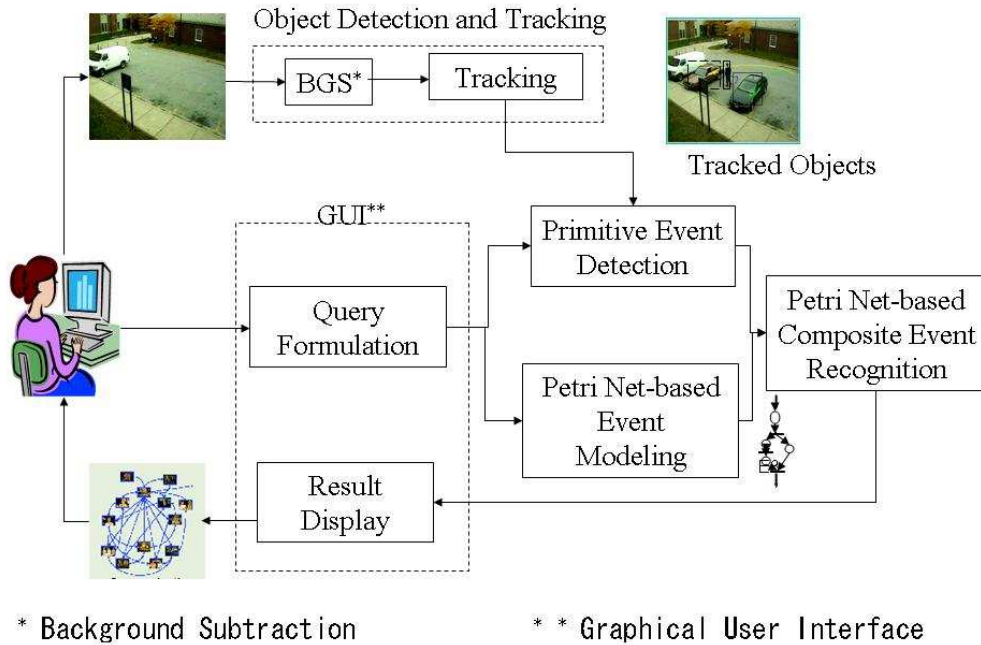 Object Detection and Tracking
BGS*
Tracking
Tracked Objects
GUI**
Primitive Event
Detection
Query
Formulation
Petri Net-based
Composite Event
Recognition
Petri Net-based
Event
Modeling
Result
Display
* Background Subtraction
* * Graphical User Interface